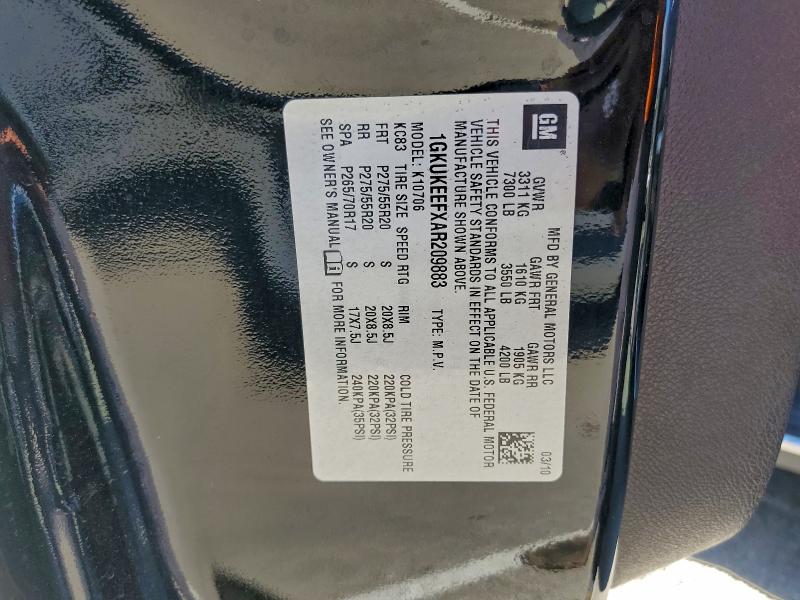 GM
®
MFD BY GENERAL MOTORS LLC 03/10
GVWR GAWR FRT GAWR RR
3311 KG 1610 KG 1905 KG
7300 LB 3550 LB 4200 LB
THIS VEHICLE CONFORMS TO ALL APPLICABLE U.S. FEDERAL MOTOR
VEHICLE SAFETY STANDARDS IN EFFECT ON THE DATE OF
MANUFACTURE SHOWN ABOVE.
1GKUKEEFXAR209883 TYPE: M.P.V.
MODEL: K10706
KC83 TIRE SIZE SPEED RTG RIM COLD TIRE PRESSURE
FRT P275/55R20 S 20X8.5J 220KPA(32PSI)
RR P275/55R20 S 20X8.5J 220KPA(32PSI)
SPA P265/70R17 S 17X7.5J 240KPA(35PSI)
SEE OWNER'S MANUAL FOR MORE INFORMATION.